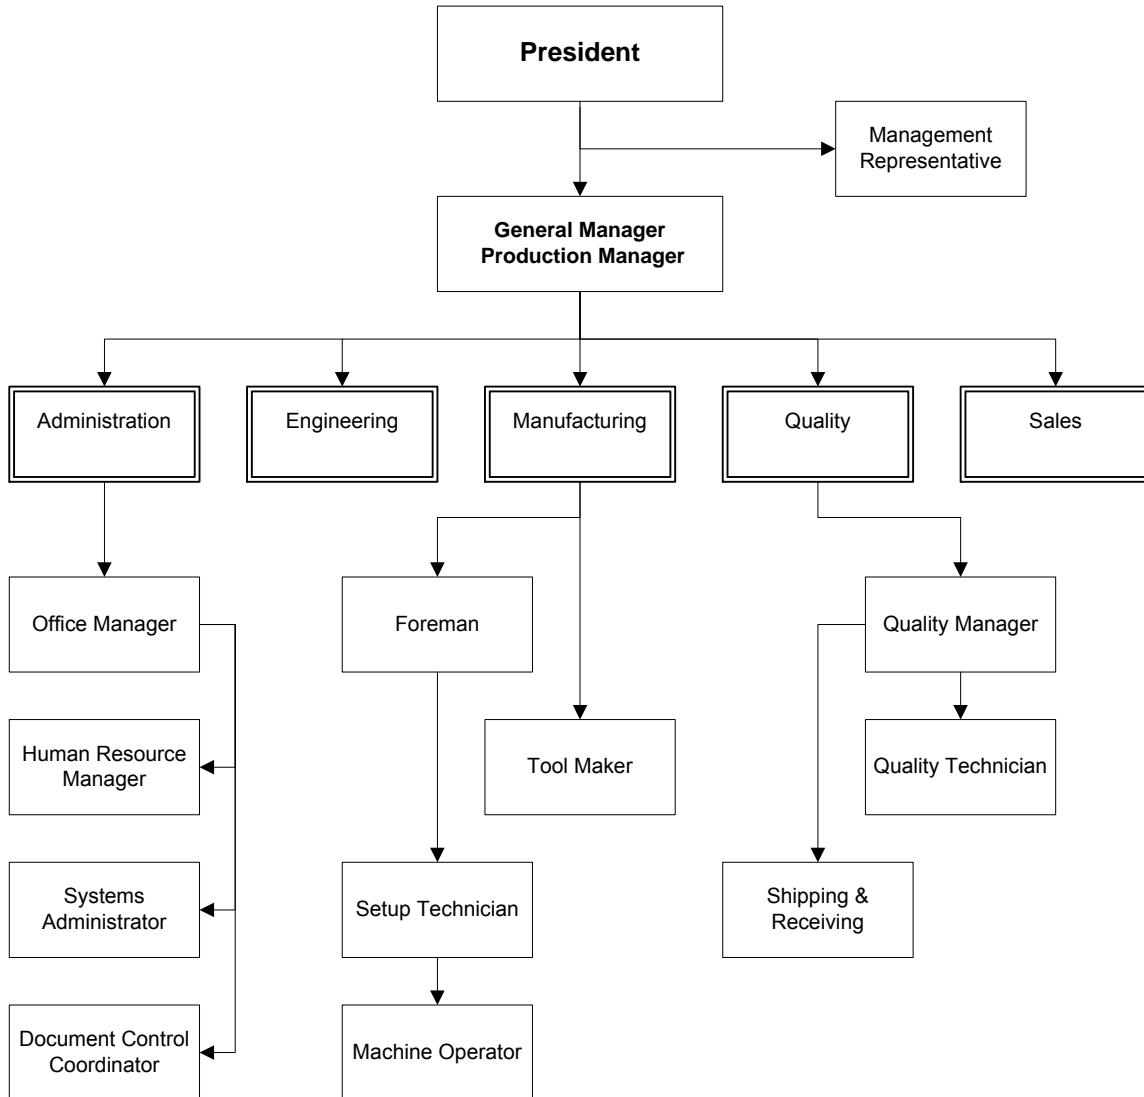 President
Management
Representative
General Manager
Production Manager
Administration
Engineering
Manufacturing
Quality
Sales
Office Manager
Foreman
Quality Manager
Human Resource
Manager
Tool Maker
Quality Technician
Systems
Administrator
Setup Technician
Shipping &
Receiving
Document Control
Coordinator
Machine Operator